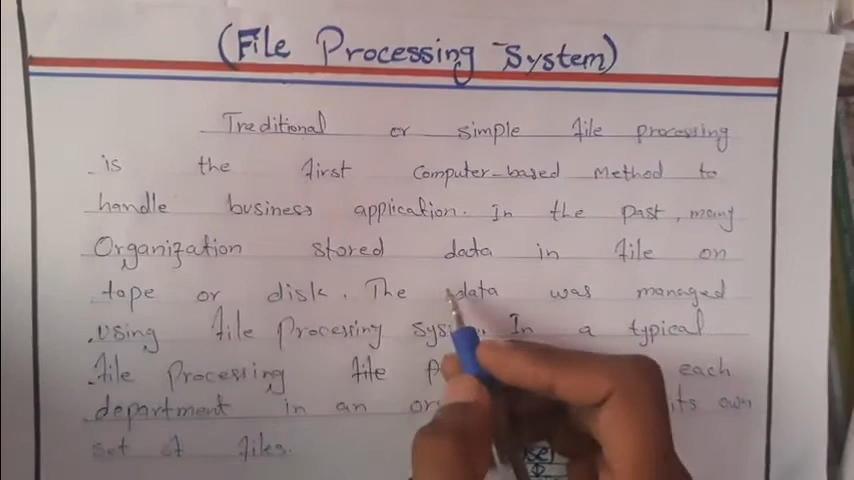 (File Processing System)
Traditional or simple file processing
is the first Computer-based Method to
handle business application. In the past, many
Organization stored data in file on
tape or disk. The data was managed
using file Processing In a typical
file Processing file each
department in an its own
set of files.